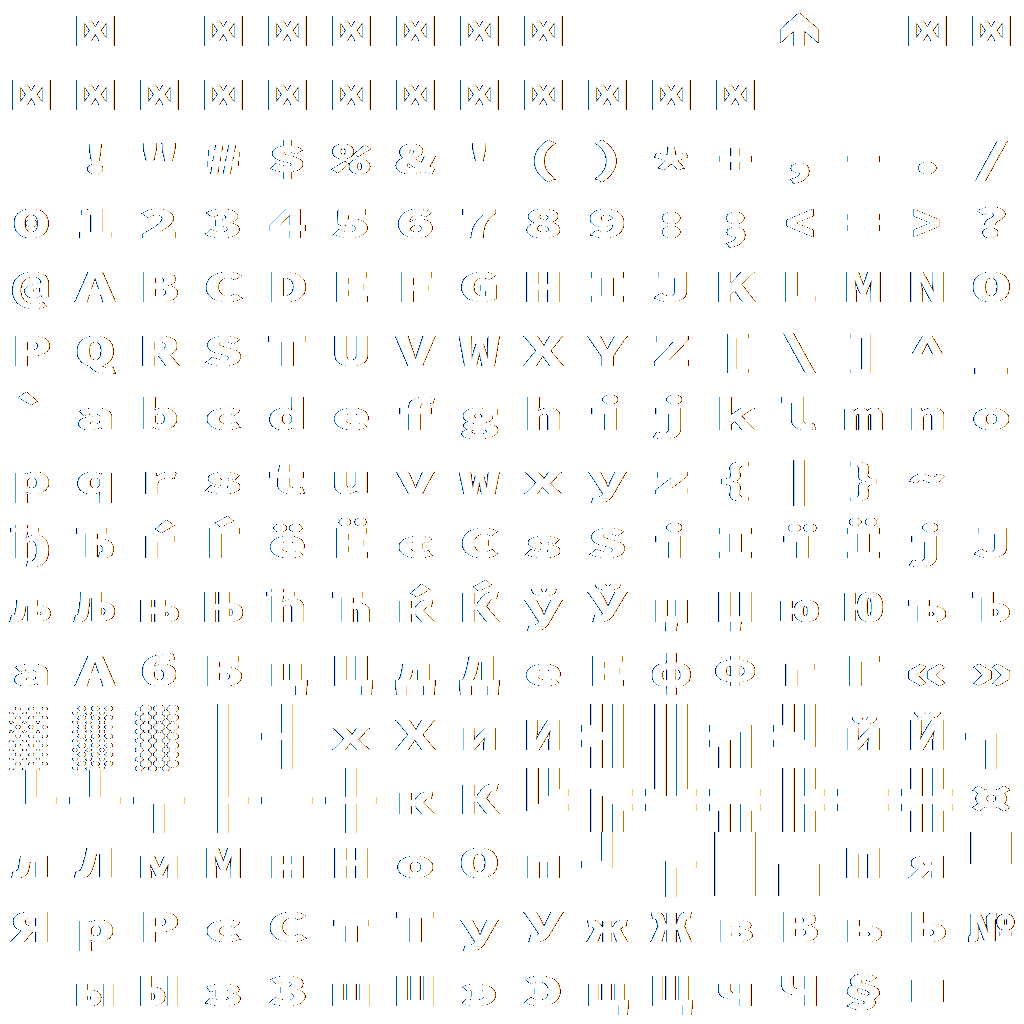 ↑
! " # $ % & ' ( ) * + , - . /
0 1 2 3 4 5 6 7 8 9 : ; < = > ?
@ A B C D E F G H I J K L M N O
P Q R S T U V W X Y Z [ \ ] ^ _
` a b c d e f g h i j k l m n o
p q r s t u v w x y z { | } ~
ђ Ђ ѓ Ѓ ё Ё є Є ѕ Ѕ і І ї Ї ј Ј
љ Љ њ Њ ћ Ћ ќ Ќ ў Ў џ Џ ю Ю ъ Ъ
а А б Б ц Ц д Д е Е ф Ф г Г « »
░ ▒ ▓ │ ┤ х Х и И ╣ ║ ╗ ╝ й Й ┐
└ ┴ ┬ ├ ─ ┼ к К ╚ ╔ ╩ ╦ ╠ ═ ╬ ¤
л Л м М н Н о О п ┘ ┌ █ ▄ П я ▀
Я р Р с С т Т у У ж Ж в В ь Ь №
ы Ы з З ш Ш э Э щ Щ ч Ч § ■